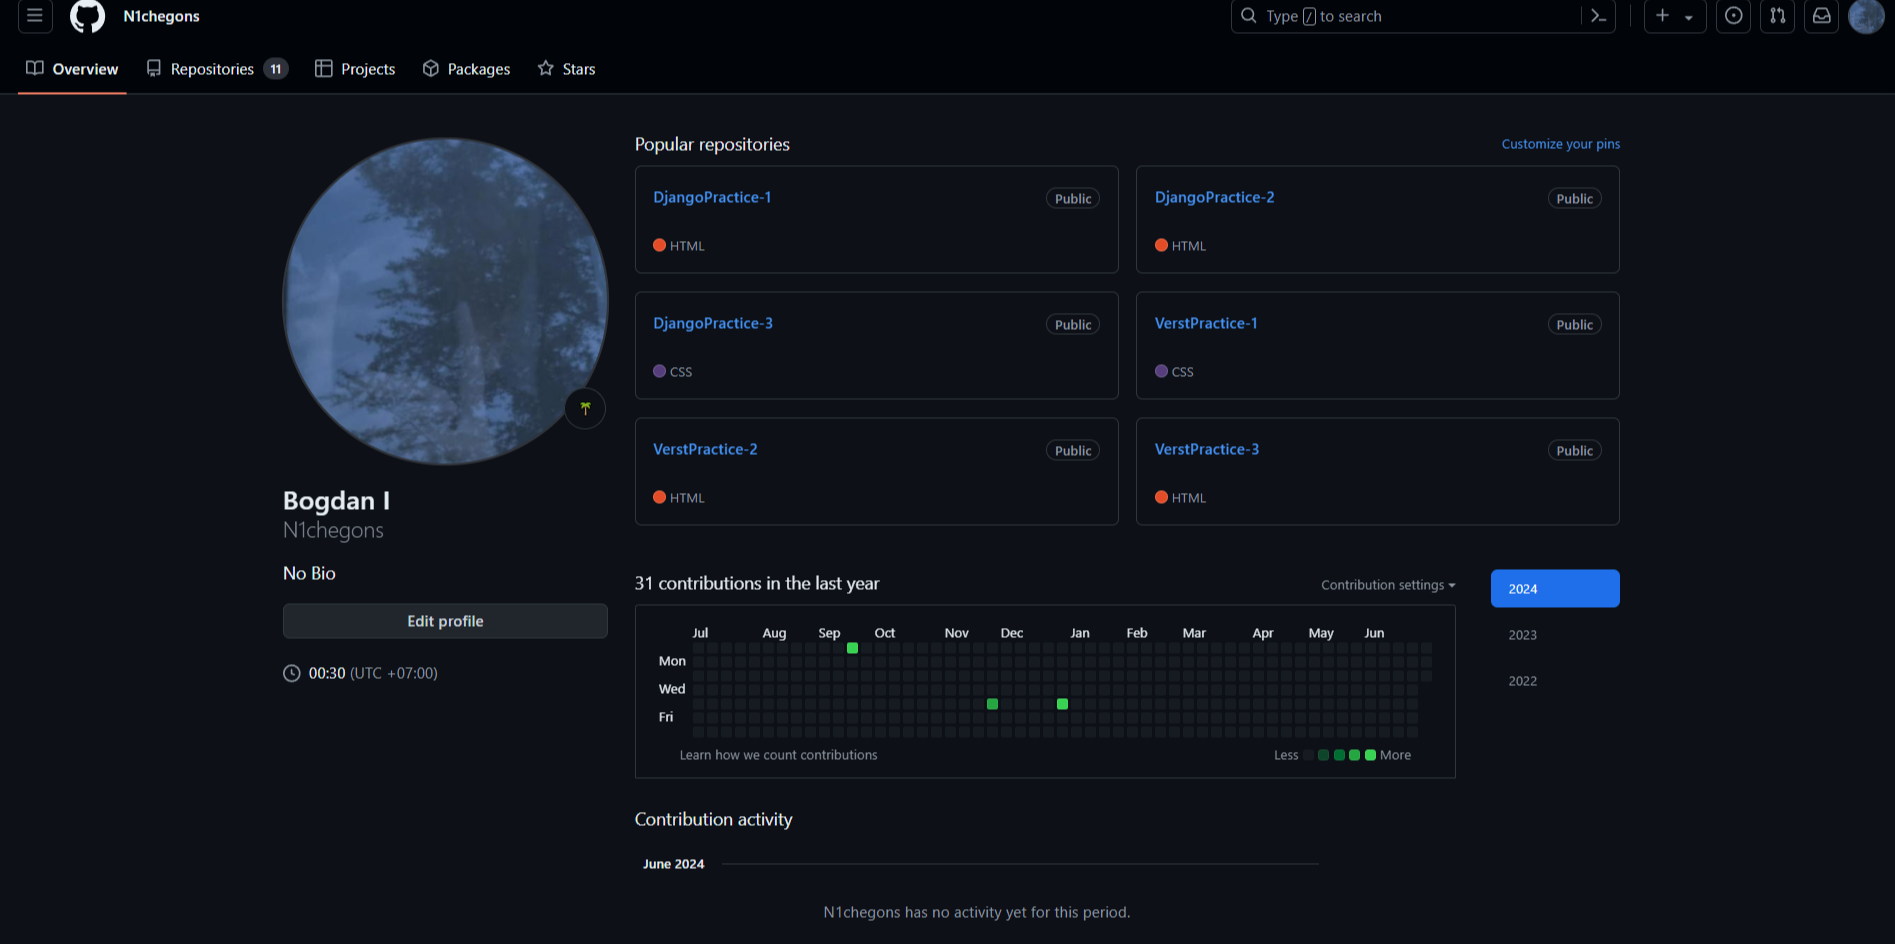 N1chegons
Type / to search
Overview
Repositories 11
Projects
Packages
Stars
Popular repositories
Customize your pins
DjangoPractice-1
Public
HTML
DjangoPractice-2
Public
HTML
DjangoPractice-3
Public
CSS
VerstPractice-1
Public
CSS
VerstPractice-2
Public
HTML
VerstPractice-3
Public
HTML
Bogdan I
N1chegons
No Bio
Edit profile
00:30 (UTC +07:00)
31 contributions in the last year
Contribution settings
2024
2023
2022
Jul Aug Sep Oct Nov Dec Jan Feb Mar Apr May Jun
Mon
Wed
Fri
Learn how we count contributions
Less More
Contribution activity
June 2024
N1chegons has no activity yet for this period.